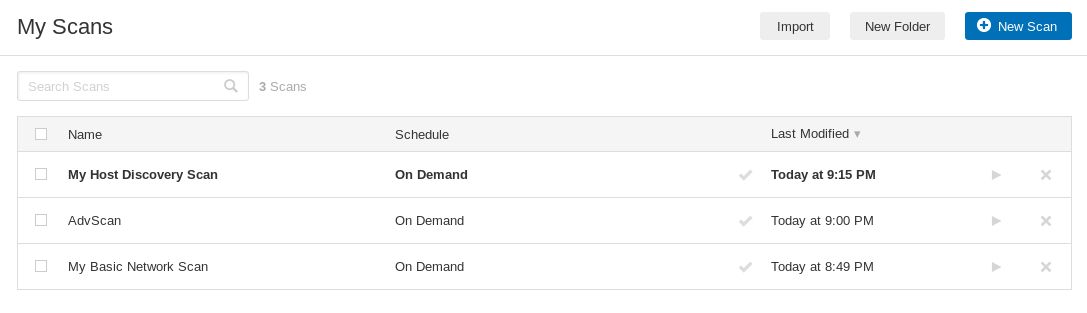 My Scans
Import New Folder New Scan
Search Scans 3 Scans
Name Schedule Last Modified ▼
My Host Discovery Scan On Demand Today at 9:15 PM
AdvScan On Demand Today at 9:00 PM
My Basic Network Scan On Demand Today at 8:49 PM